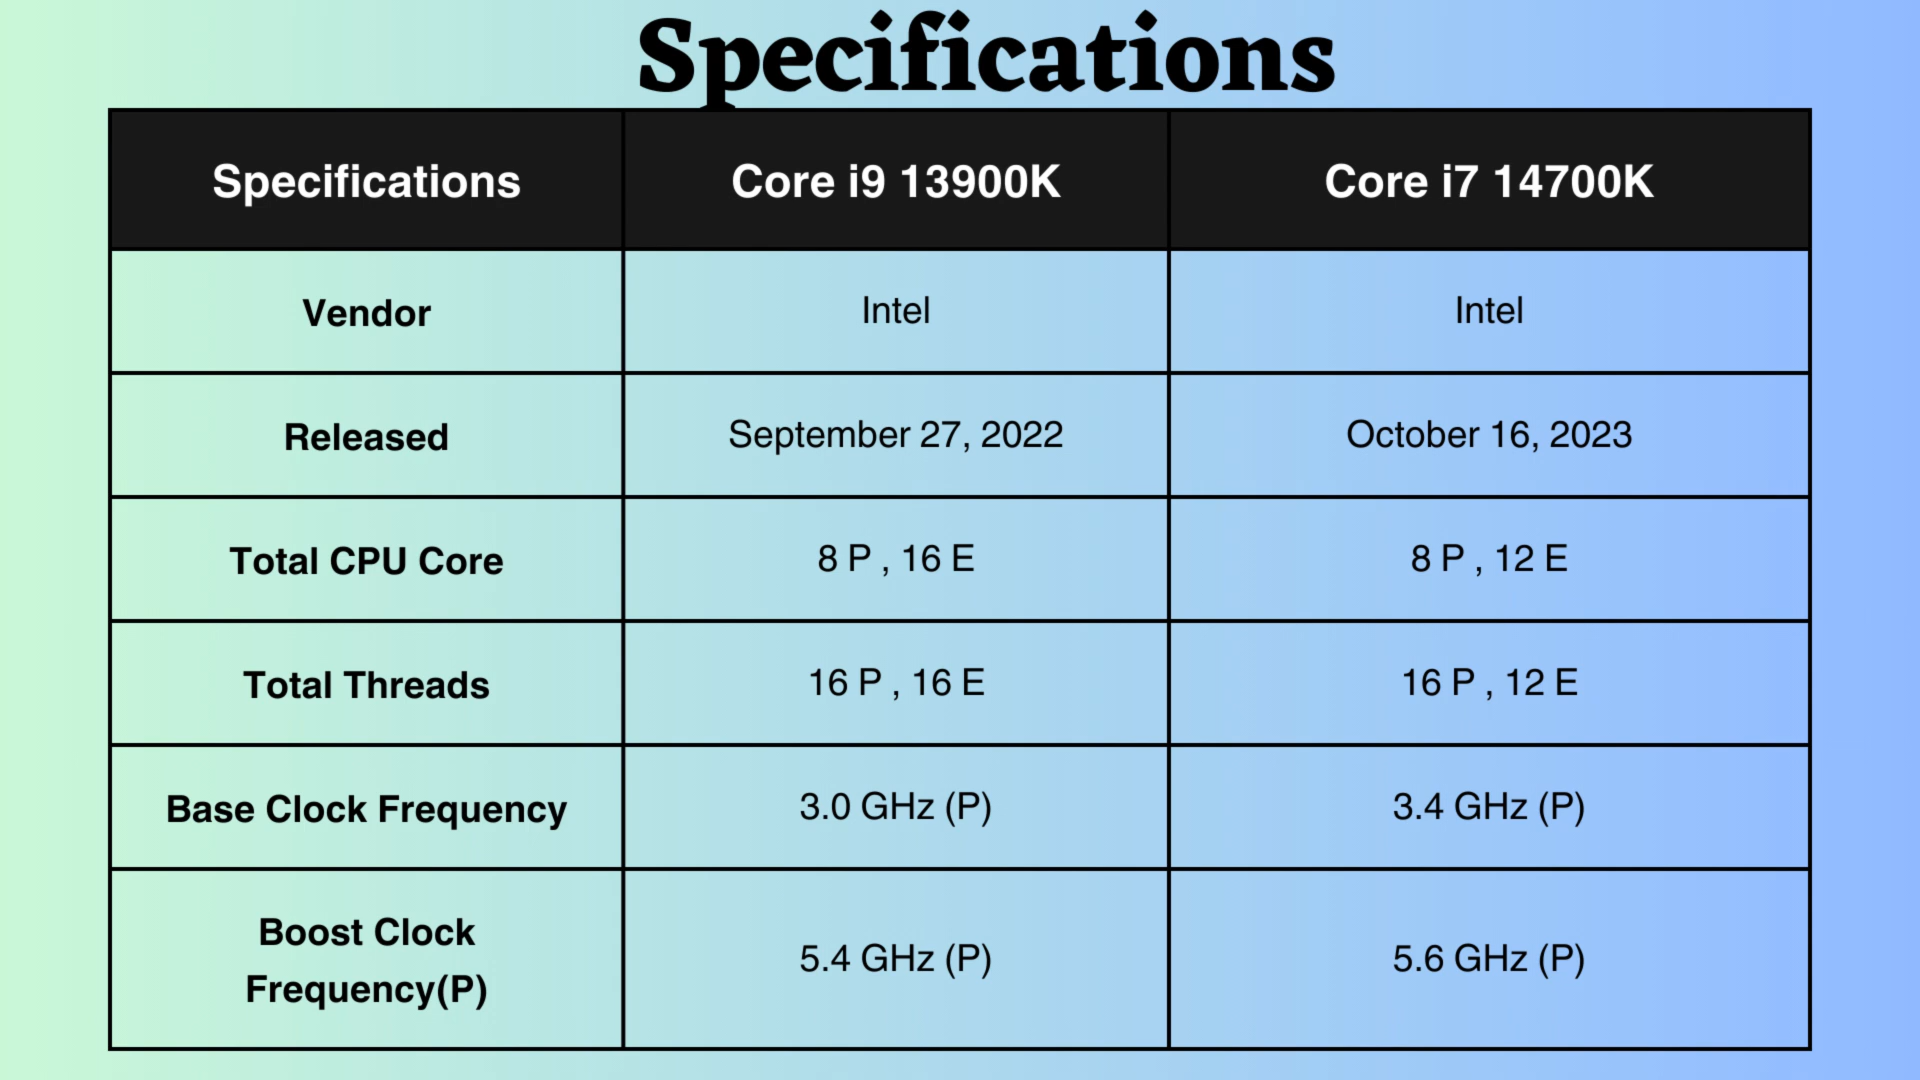 Specifications
Specifications Core i9 13900K Core i7 14700K
Vendor Intel Intel
Released September 27, 2022 October 16, 2023
Total CPU Core 8 P , 16 E 8 P , 12 E
Total Threads 16 P , 16 E 16 P , 12 E
Base Clock Frequency 3.0 GHz (P) 3.4 GHz (P)
Boost Clock
Frequency(P) 5.4 GHz (P) 5.6 GHz (P)